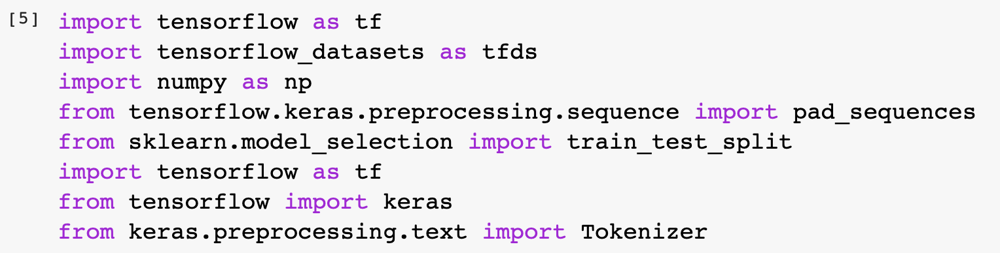 [5] import tensorflow as tf
import tensorflow_datasets as tfds
import numpy as np
from tensorflow.keras.preprocessing.sequence import pad_sequences
from sklearn.model_selection import train_test_split
import tensorflow as tf
from tensorflow import keras
from keras.preprocessing.text import Tokenizer